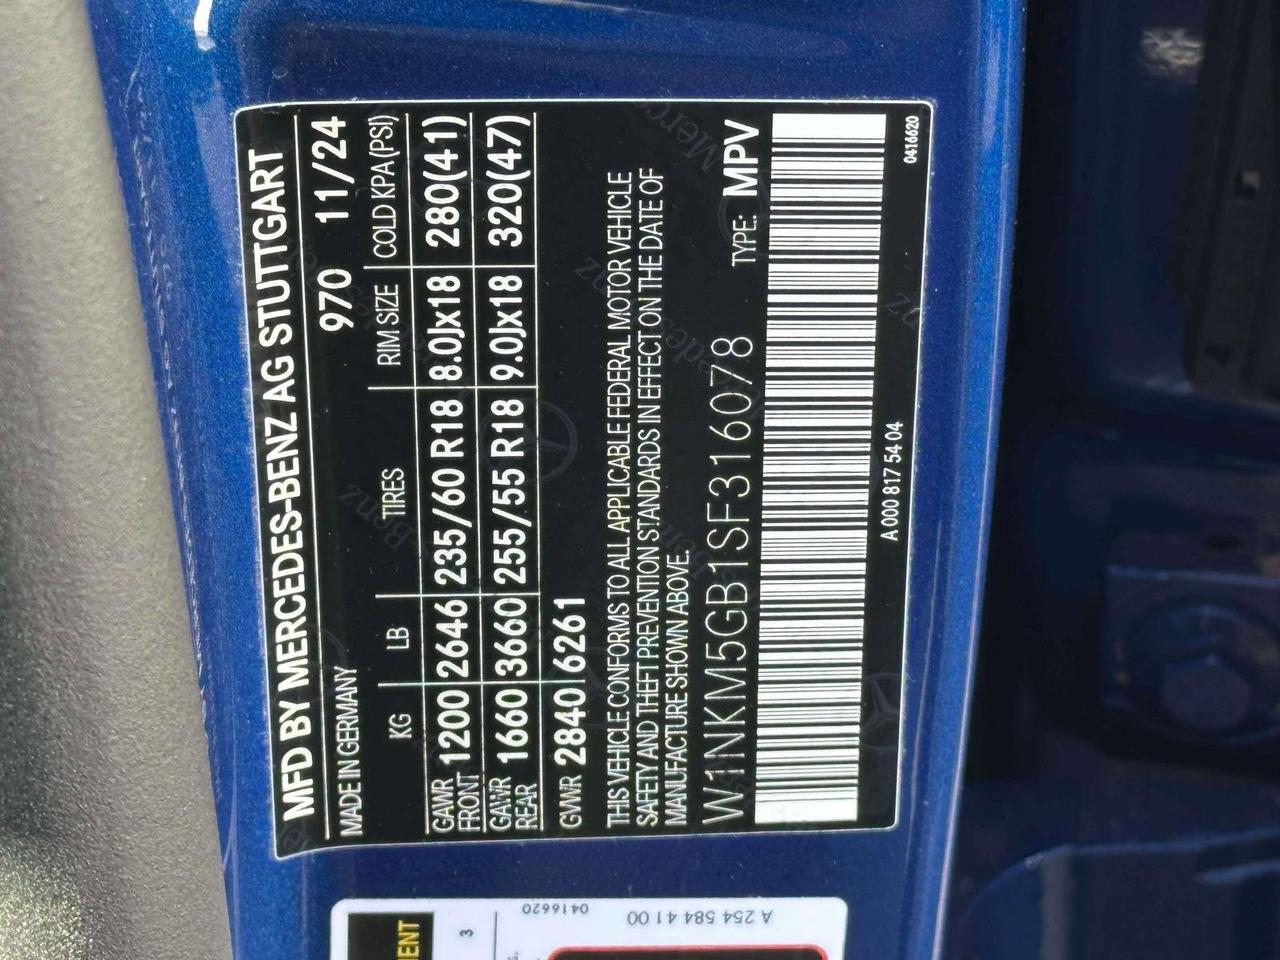 MFD BY MERCEDES-BENZ AG STUTTGART
MADE IN GERMANY 970 11/24
KG LB TIRES RIM SIZE COLD KPA (PSI)
GAWR FRONT 1200 2646 235/60 R18 8.0Jx18 280(41)
GAWR REAR 1660 3660 255/55 R18 9.0Jx18 320(47)
GVWR 2840 6261
THIS VEHICLE CONFORMS TO ALL APPLICABLE FEDERAL MOTOR VEHICLE
SAFETY AND THEFT PREVENTION STANDARDS IN EFFECT ON THE DATE OF
MANUFACTURE SHOWN ABOVE.
W1NKM5GB1SF316078 TYPE: MPV
A 000 817 54 04
0416620
3
0416620
A 254 584 41 00